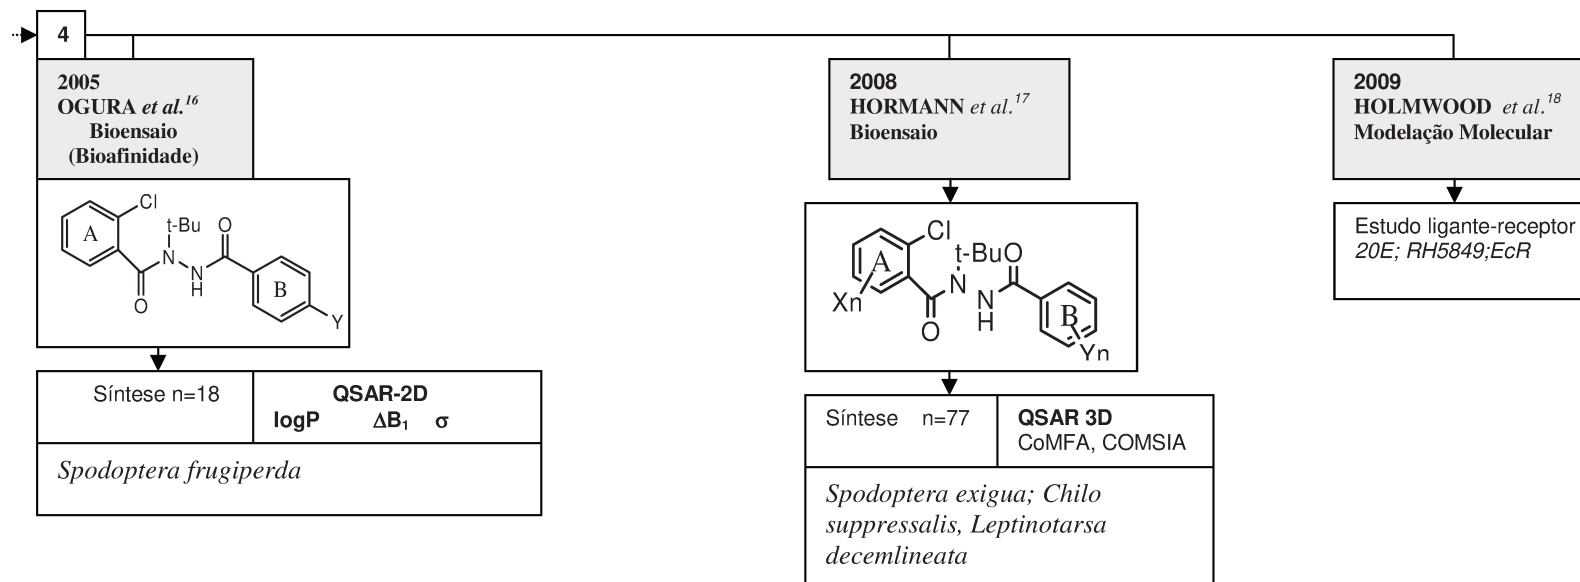 4
2005
OGURA et al.16
Bioensaio
(Bioafinidade)
Cl
A
t-Bu
O
N
N
H
O
B
Y
Síntese n=18
QSAR-2D
logP ΔB1 σ
Spodoptera frugiperda
2008
HORMANN et al.17
Bioensaio
Cl
A
t-Bu
O
Xn
N
N
H
O
B
Yn
Síntese n=77
QSAR 3D
CoMFA, COMSIA
Spodoptera exigua; Chilo
suppressalis, Leptinotarsa
decemlineata
2009
HOLMWOOD et al.18
Modelação Molecular
Estudo ligante-receptor
20E; RH5849;EcR